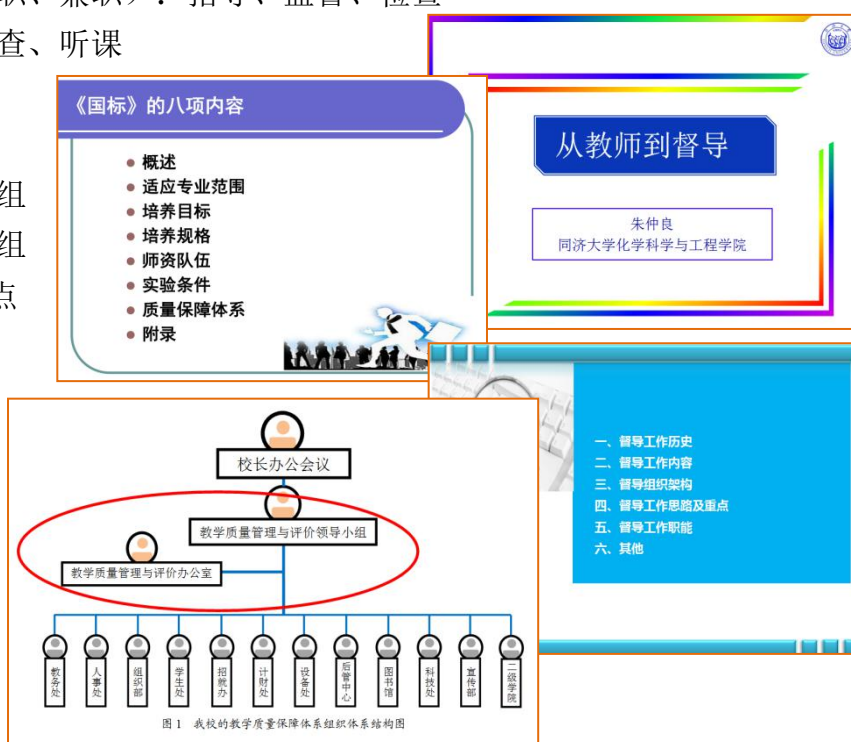 职、兼职）：指导、监督、检查
查、听课
组
组
点
《国标》的八项内容
概述
适应专业范围
培养目标
培养规格
师资队伍
实验条件
质量保障体系
附录
从教师到督导
朱仲良
同济大学化学科学与工程学院
一、督导工作历史
二、督导工作内容
三、督导组织架构
四、督导工作思路及重点
五、督导工作职能
六、其他
校长办公会议
教学质量管理与评价领导小组
教学质量管理与评价办公室
教务处
人事处
组织部
学生处
招就办
计财处
设备处
后管中心
图书馆
科技处
宣传部
二级学院
图1 我校的教学质量保障体系组织体系结构图